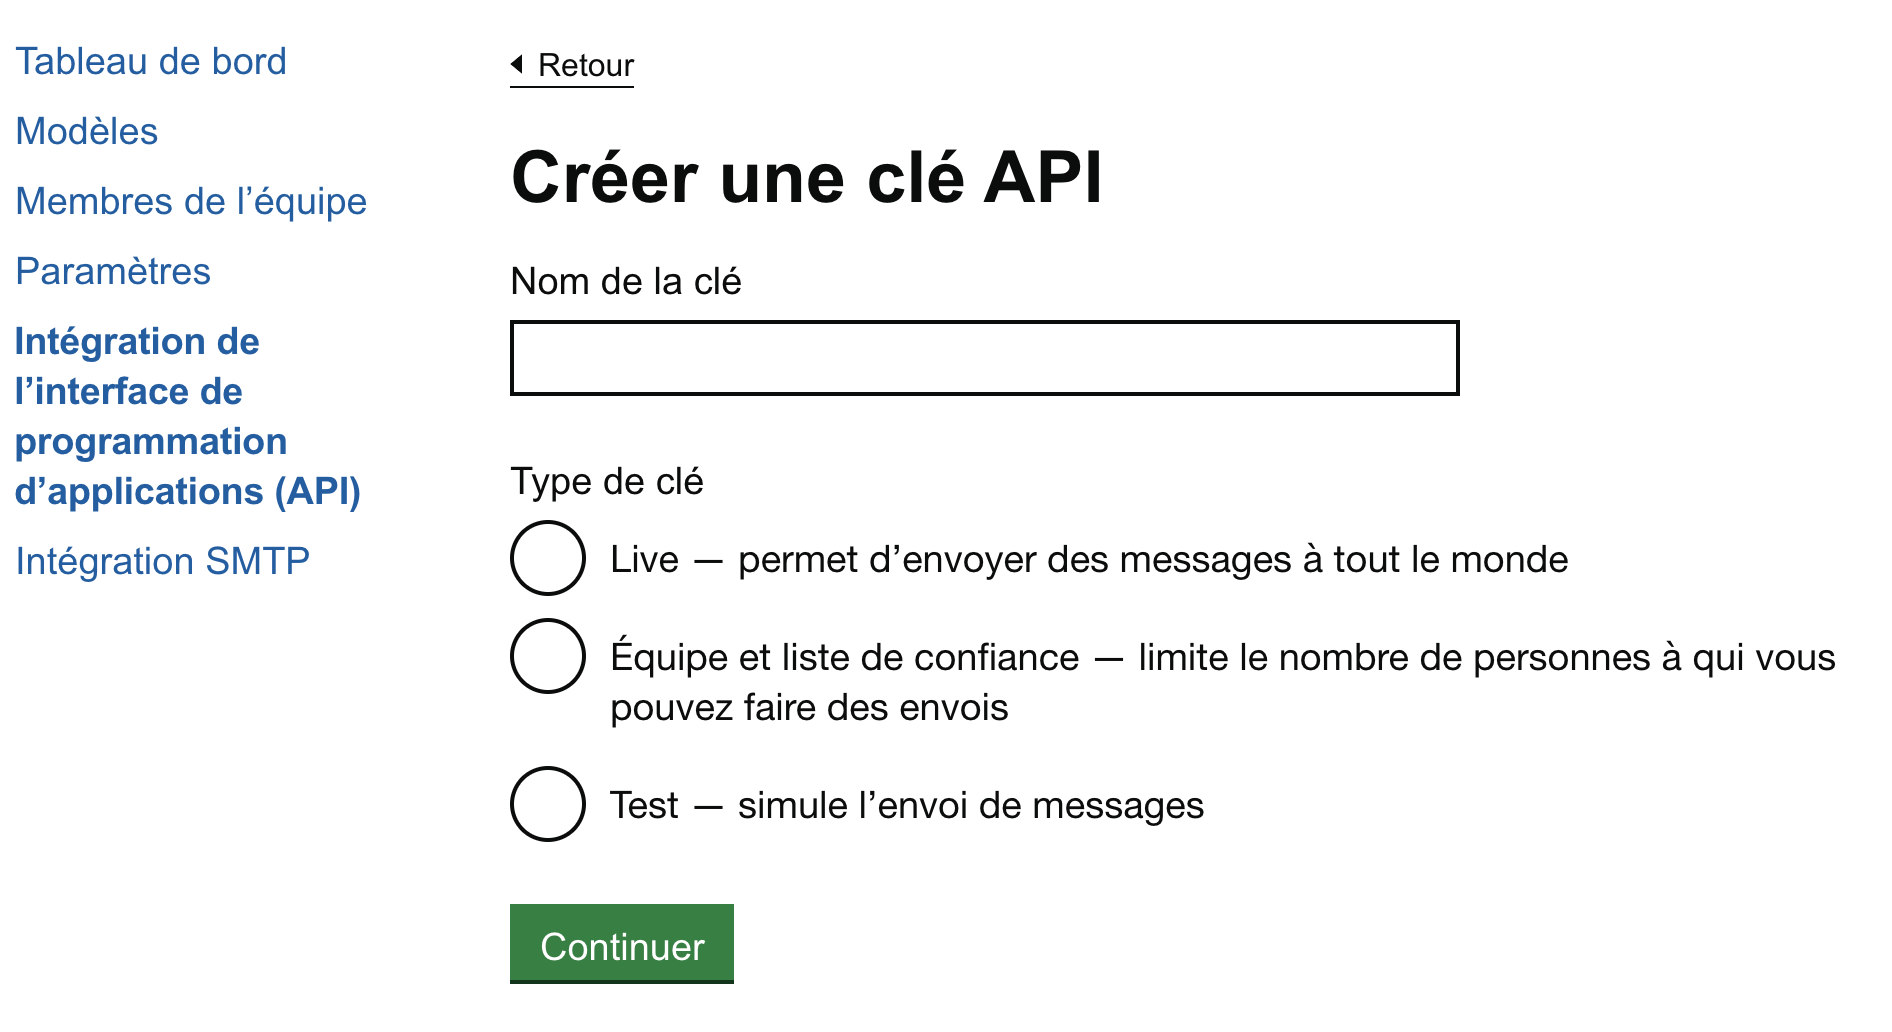 Tableau de bord
Modèles
Membres de l’équipe
Paramètres
Intégration de
l’interface de
programmation
d’applications (API)
Intégration SMTP
Retour
Créer une clé API
Nom de la clé
Type de clé
Live — permet d’envoyer des messages à tout le monde
Équipe et liste de confiance — limite le nombre de personnes à qui vous
pouvez faire des envois
Test — simule l’envoi de messages
Continuer